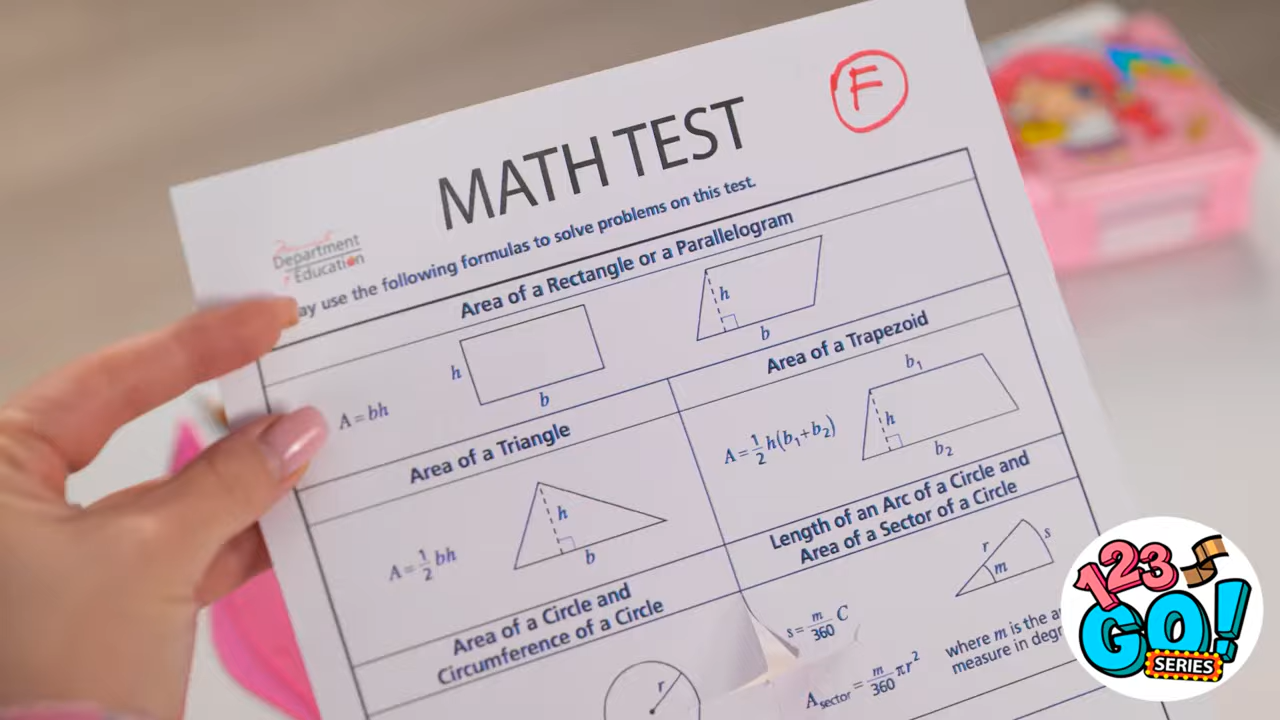 F
MATH TEST
Department
Education
ay use the following formulas to solve problems on this test.
Area of a Rectangle or a Parallelogram
h
b
h
b
A = bh
Area of a Triangle
A = 1/2 bh
h
b
Area of a Trapezoid
A = 1/2 h(b₁+b₂)
b₁
h
b₂
Area of a Circle and
Circumference of a Circle
r
Length of an Arc of a Circle and
Area of a Sector of a Circle
r
s
m
s = m/360 C
A sector = m/360 πr²
where m is the
measure in degr
123
GO!
SERIES